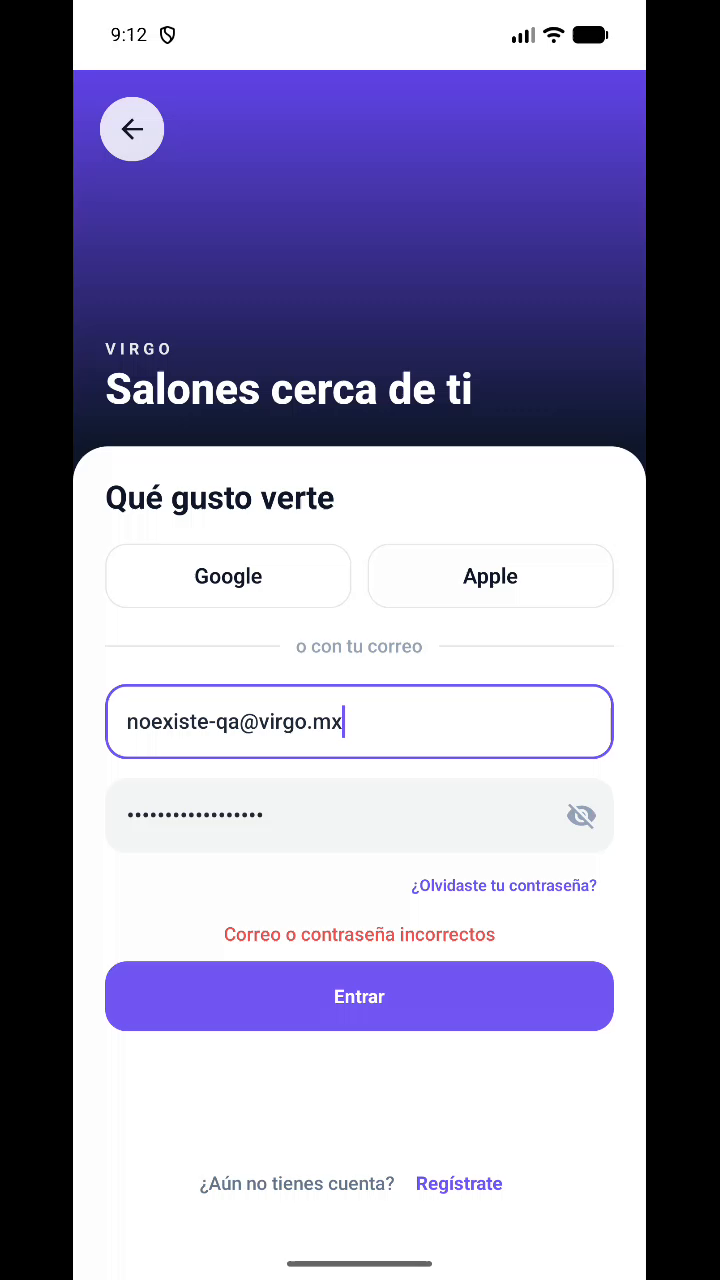 9:12
VIRGO
Salones cerca de ti
Qué gusto verte
Google
Apple
o con tu correo
noexiste-qa@virgo.mx
••••••••••••••••••
¿Olvidaste tu contraseña?
Correo o contraseña incorrectos
Entrar
¿Aún no tienes cuenta? Regístrate